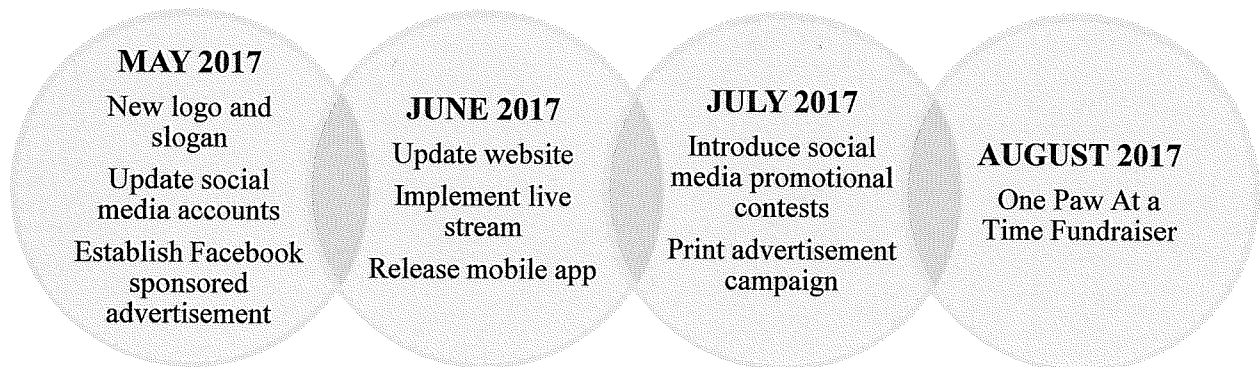 MAY 2017
New logo and
slogan
Update social
media accounts
Establish Facebook
sponsored
advertisement
JUNE 2017
Update website
Implement live
stream
Release mobile app
JULY 2017
Introduce social
media promotional
contests
Print advertisement
campaign
AUGUST 2017
One Paw At a
Time Fundraiser